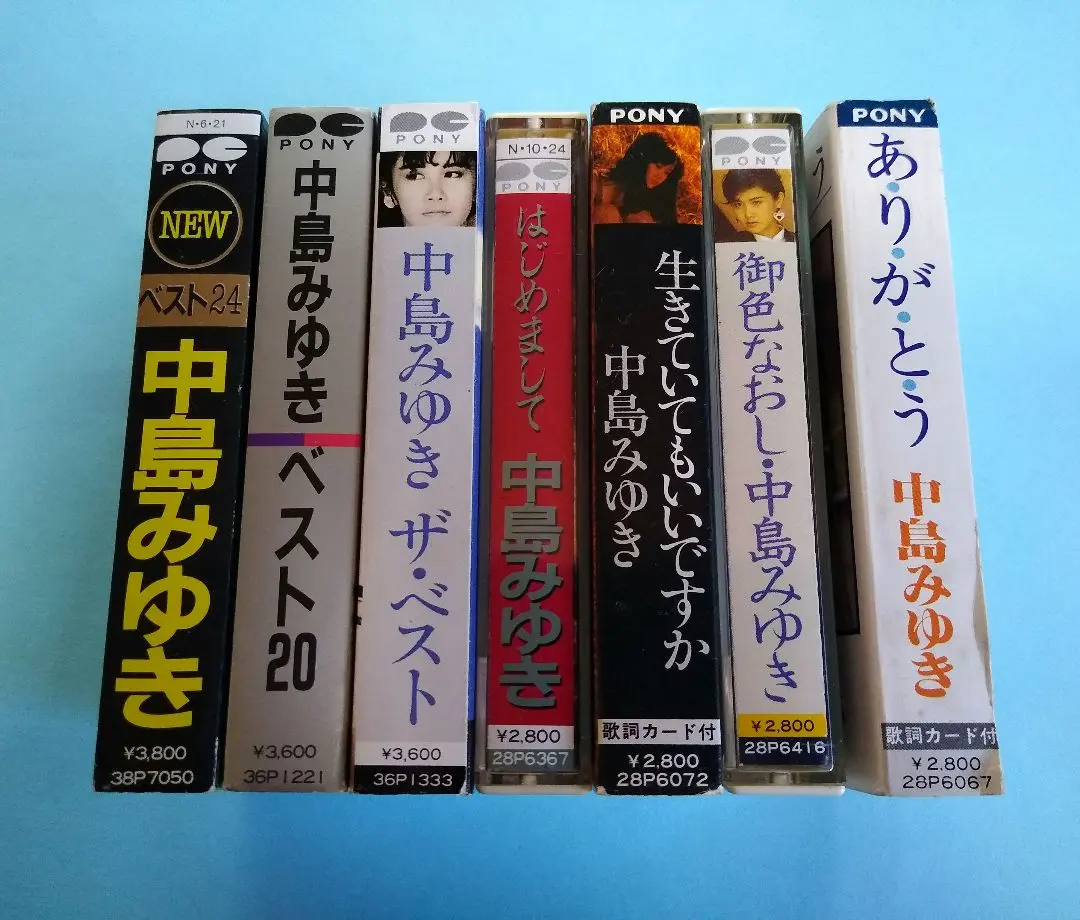 N・6・21
PC
PONY
NEW
ベスト24
中島みゆき
¥3,800
38P7050
PC
PONY
中島みゆき
ベスト20
¥3,600
36P1221
PC
PONY
中島みゆき ザ・ベスト
¥3,600
36P1333
N・10・24
PC
PONY
はじめまして
中島みゆき
¥2,800
28P6367
PONY
生きていてもいいですか
中島みゆき
歌詞カード付
¥2,800
28P6072
PC
PONY
御色なおし・中島みゆき
¥2,800
28P6416
PONY
う
あ・り・が・と・う
中島みゆき
歌詞カード付
¥2,800
28P6067